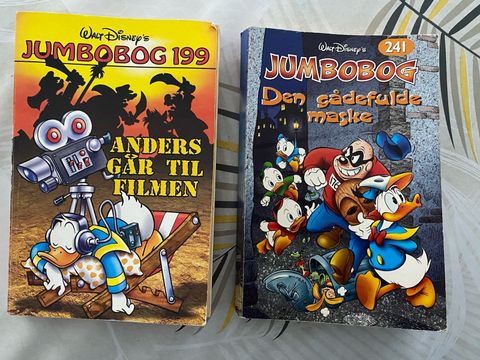 WALT DISNEY'S
JUMBOBOG 199
ANDERS
GÅR TIL
FILMEN
WALT DISNEY'S
241
JUMBOBOG
Den gådefulde
maske